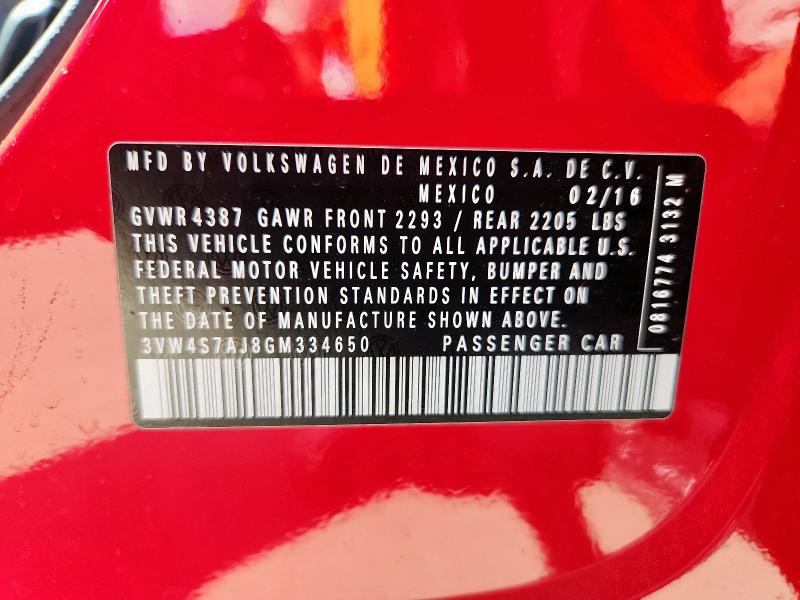 MFD BY VOLKSWAGEN DE MEXICO S.A. DE C.V.
MEXICO 02/16
GVWR 4387 GAWR FRONT 2293 / REAR 2205 LBS
THIS VEHICLE CONFORMS TO ALL APPLICABLE U.S.
FEDERAL MOTOR VEHICLE SAFETY, BUMPER AND
THEFT PREVENTION STANDARDS IN EFFECT ON
THE DATE OF MANUFACTURE SHOWN ABOVE.
3VW4S7AJ8GM334650 PASSENGER CAR
0816774 3132 M